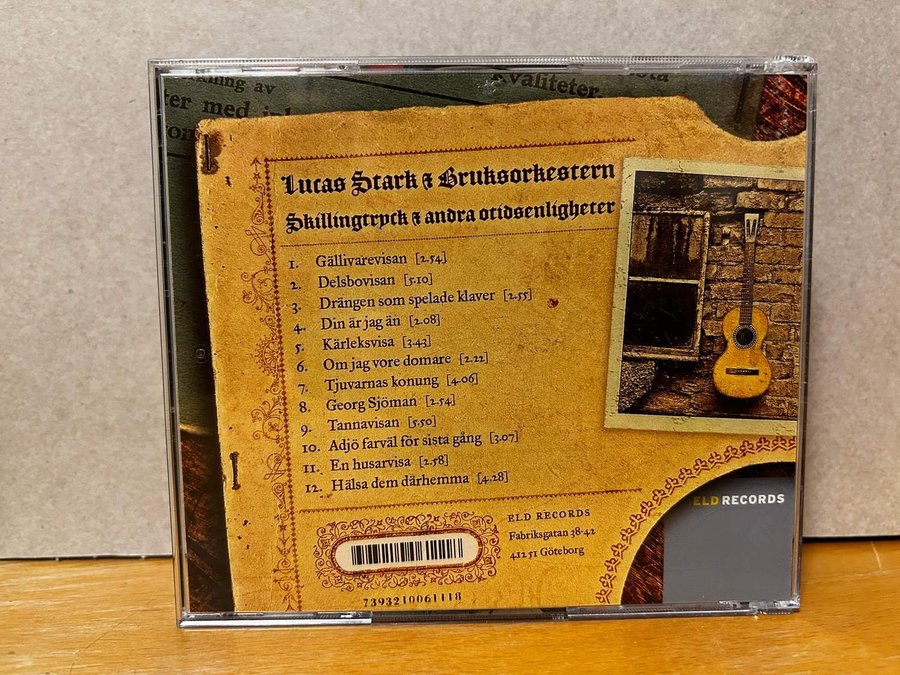 ning av
ter med
Kvaliteter.
Lucas Stark & Bruksorkestern
Skillingtryck & andra otidsenligheter
1. Gällivarevisan [2.54]
2. Delsbovisan [5.10]
3. Drängen som spelade klaver [2.55]
4. Din är jag än [2.08]
5. Kärleksvisa [3.43]
6. Om jag vore domare [2.22]
7. Tjuvarnas konung [4.06]
8. Georg Sjöman [2.54]
9. Tannavisan [5.50]
10. Adjö farväl för sista gång [3.07]
11. En husarvisa [2.58]
12. Hälsa dem därhemma [4.28]
ELD RECORDS
Fabriksgatan 38-42
412 51 Göteborg
7393210061118
ELD RECORDS